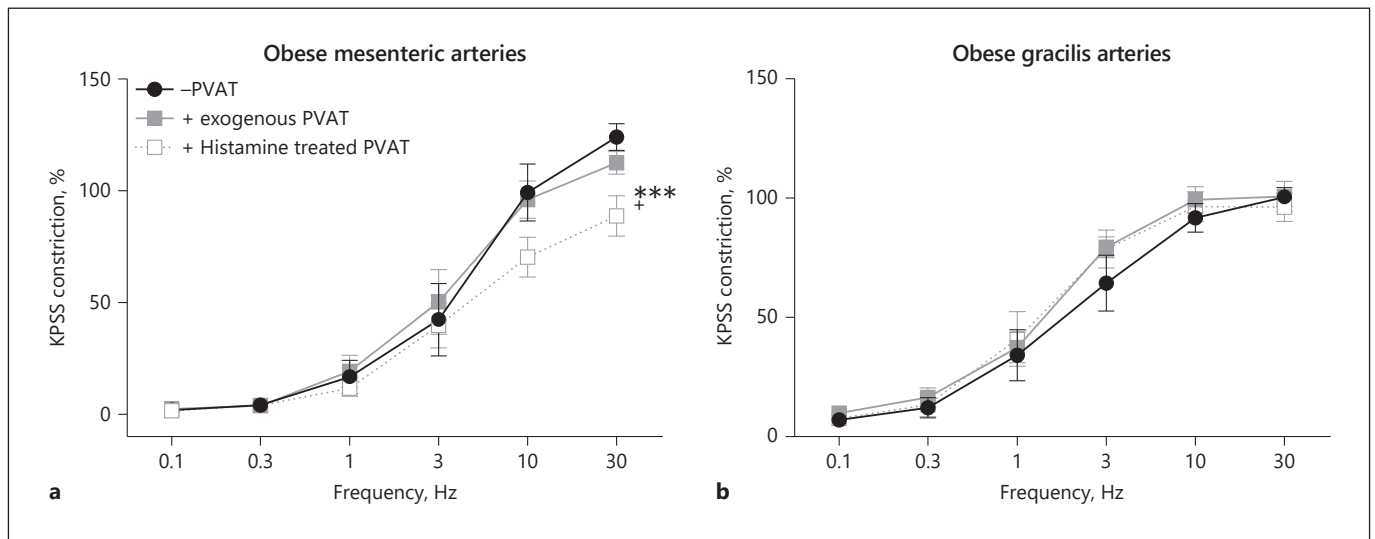 Obese mesenteric arteries
150
100
50
0
KPSS constriction, %
–PVAT
+ exogenous PVAT
+ Histamine treated PVAT
***
+
0.1 0.3 1 3 10 30
Frequency, Hz
a
Obese gracilis arteries
150
100
50
0
KPSS constriction, %
0.1 0.3 1 3 10 30
Frequency, Hz
b